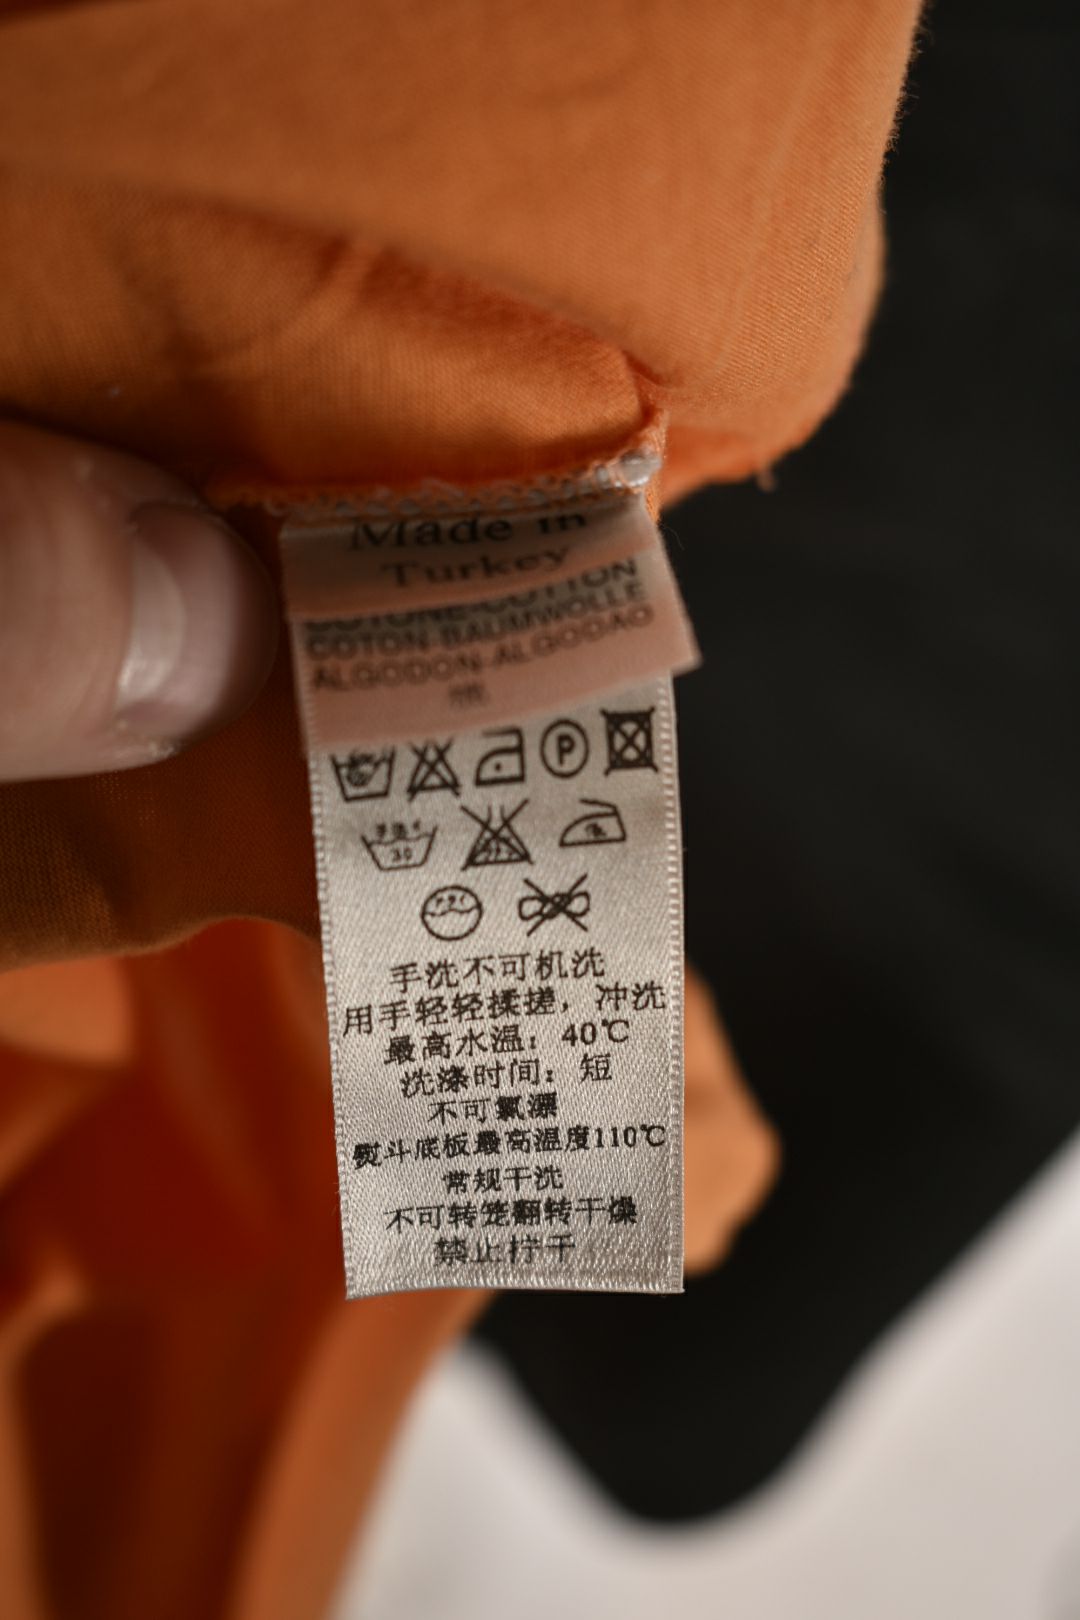 Made in
Turkey
COTONE-COTTON
COTON-BAUMWOLLE
ALGODON-ALGODAO
P
30
手洗不可机洗
用手轻轻揉搓，冲洗
最高水温：40℃
洗涤时间：短
不可氯漂
熨斗底板最高温度110℃
常规干洗
不可转笼翻转干燥
禁止拧干